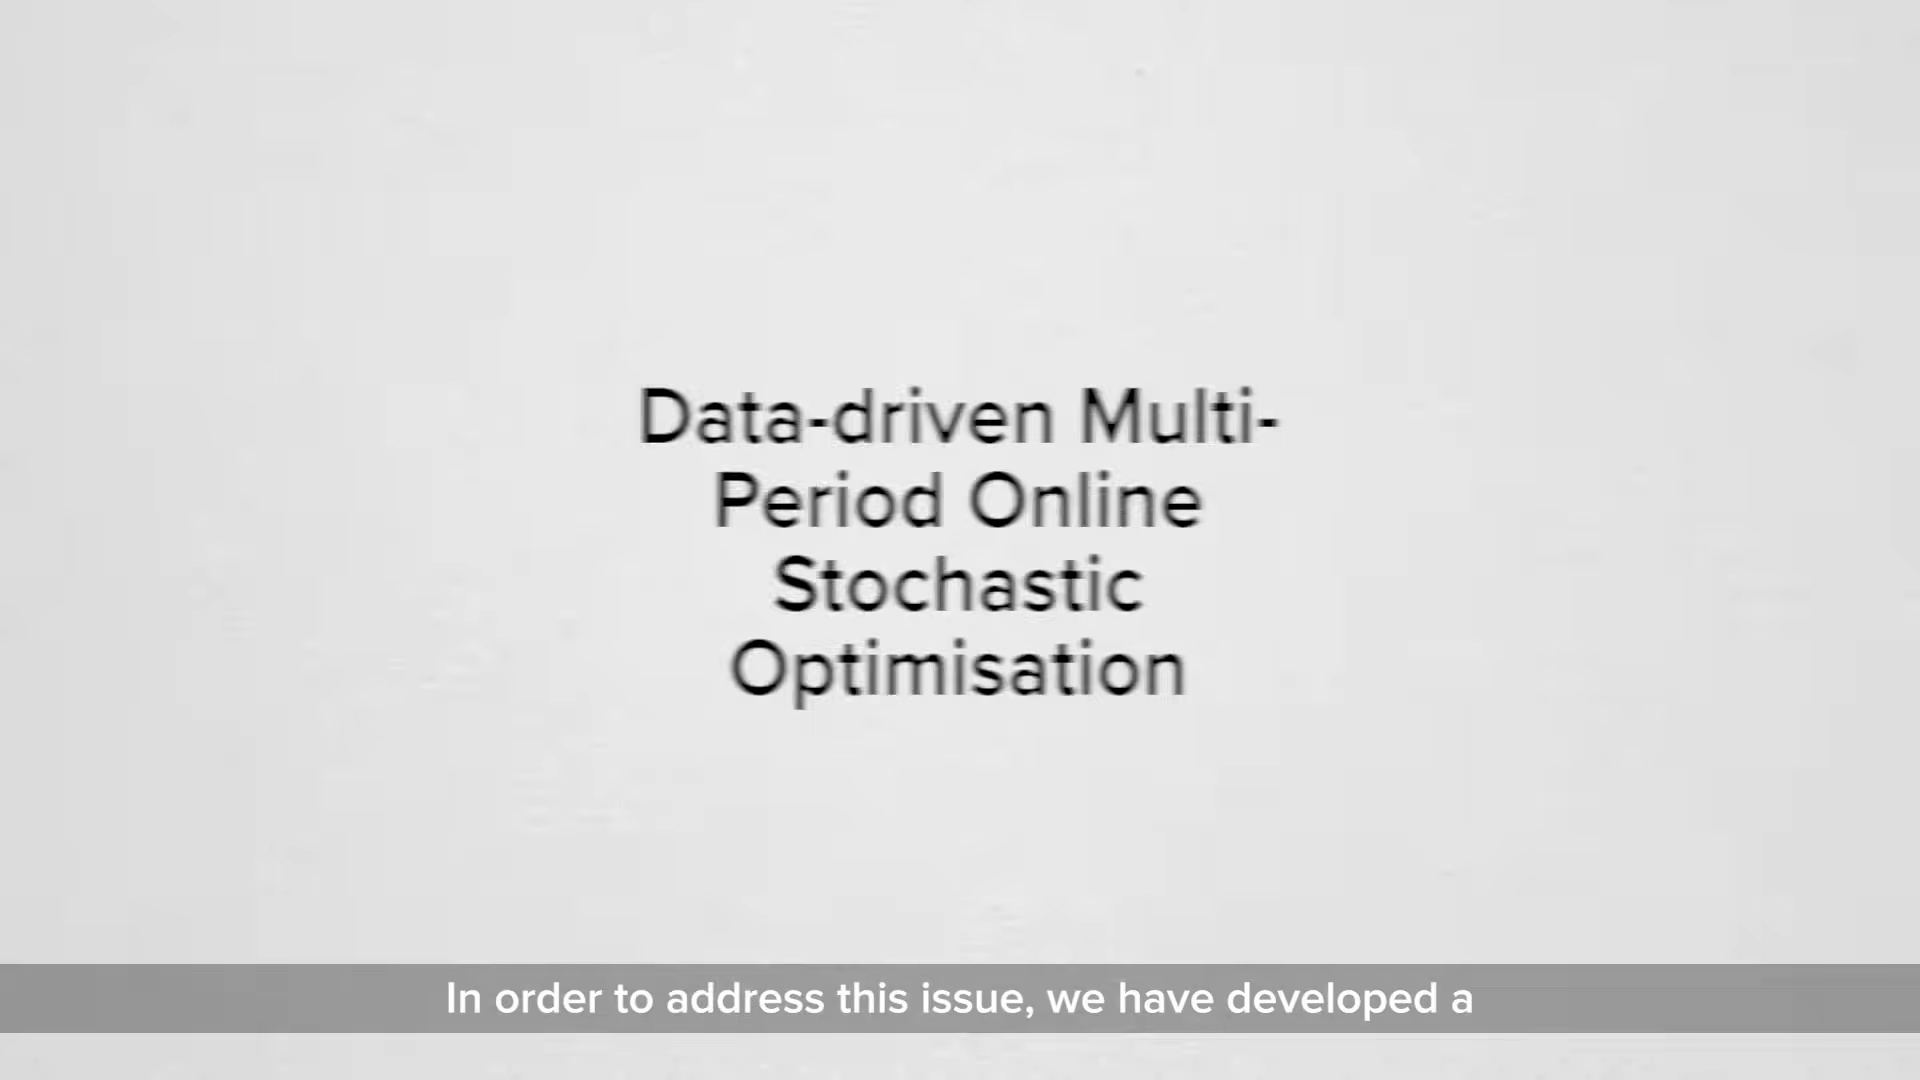 Data-driven Multi-
Period Online
Stochastic
Optimisation
In order to address this issue, we have developed a